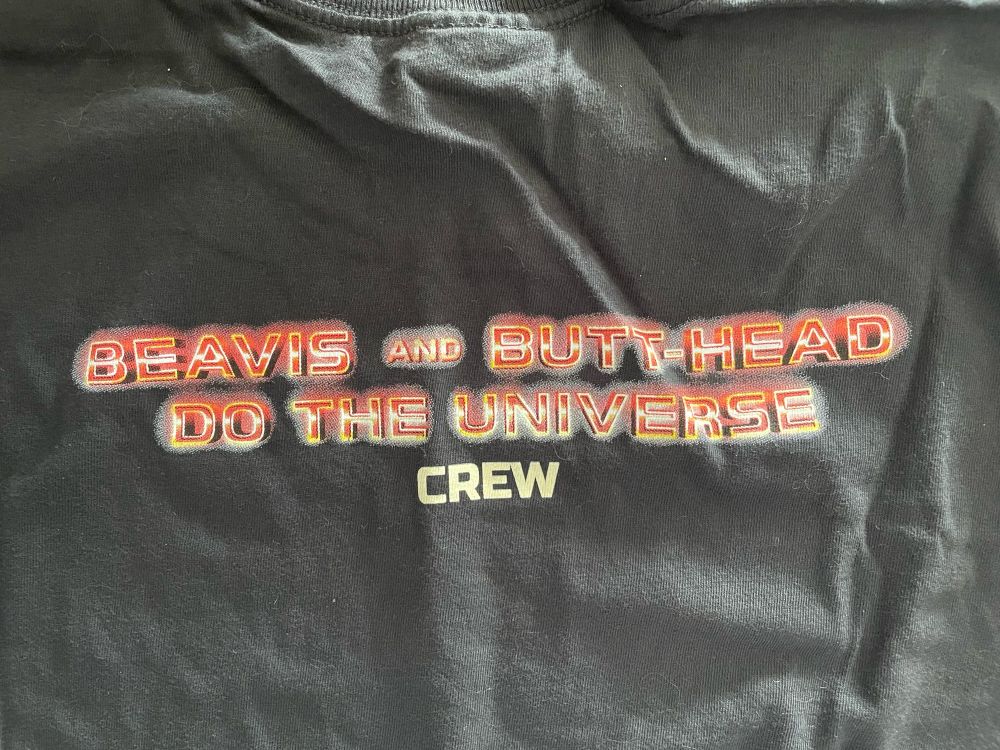 BEAVIS AND BUTT-HEAD
DO THE UNIVERSE
CREW